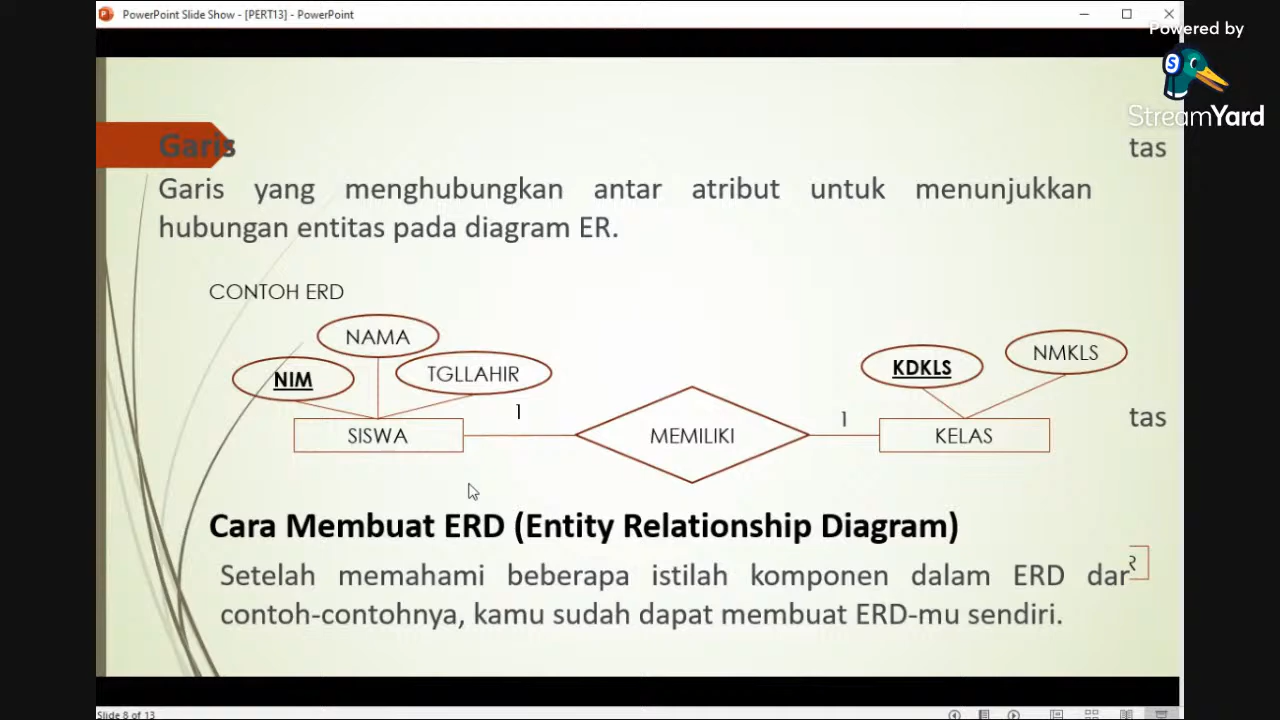 PowerPoint Slide Show - [PERT13] - PowerPoint
Powered by
S
StreamYard
Garis
tas
Garis yang menghubungkan antar atribut untuk menunjukkan
hubungan entitas pada diagram ER.
CONTOH ERD
NAMA
NIM
TGLLAHIR
KDKLS
NMKLS
1
1
tas
SISWA
MEMILIKI
KELAS
Cara Membuat ERD (Entity Relationship Diagram)
Setelah memahami beberapa istilah komponen dalam ERD dar
contoh-contohnya, kamu sudah dapat membuat ERD-mu sendiri.
Slide 8 of 13